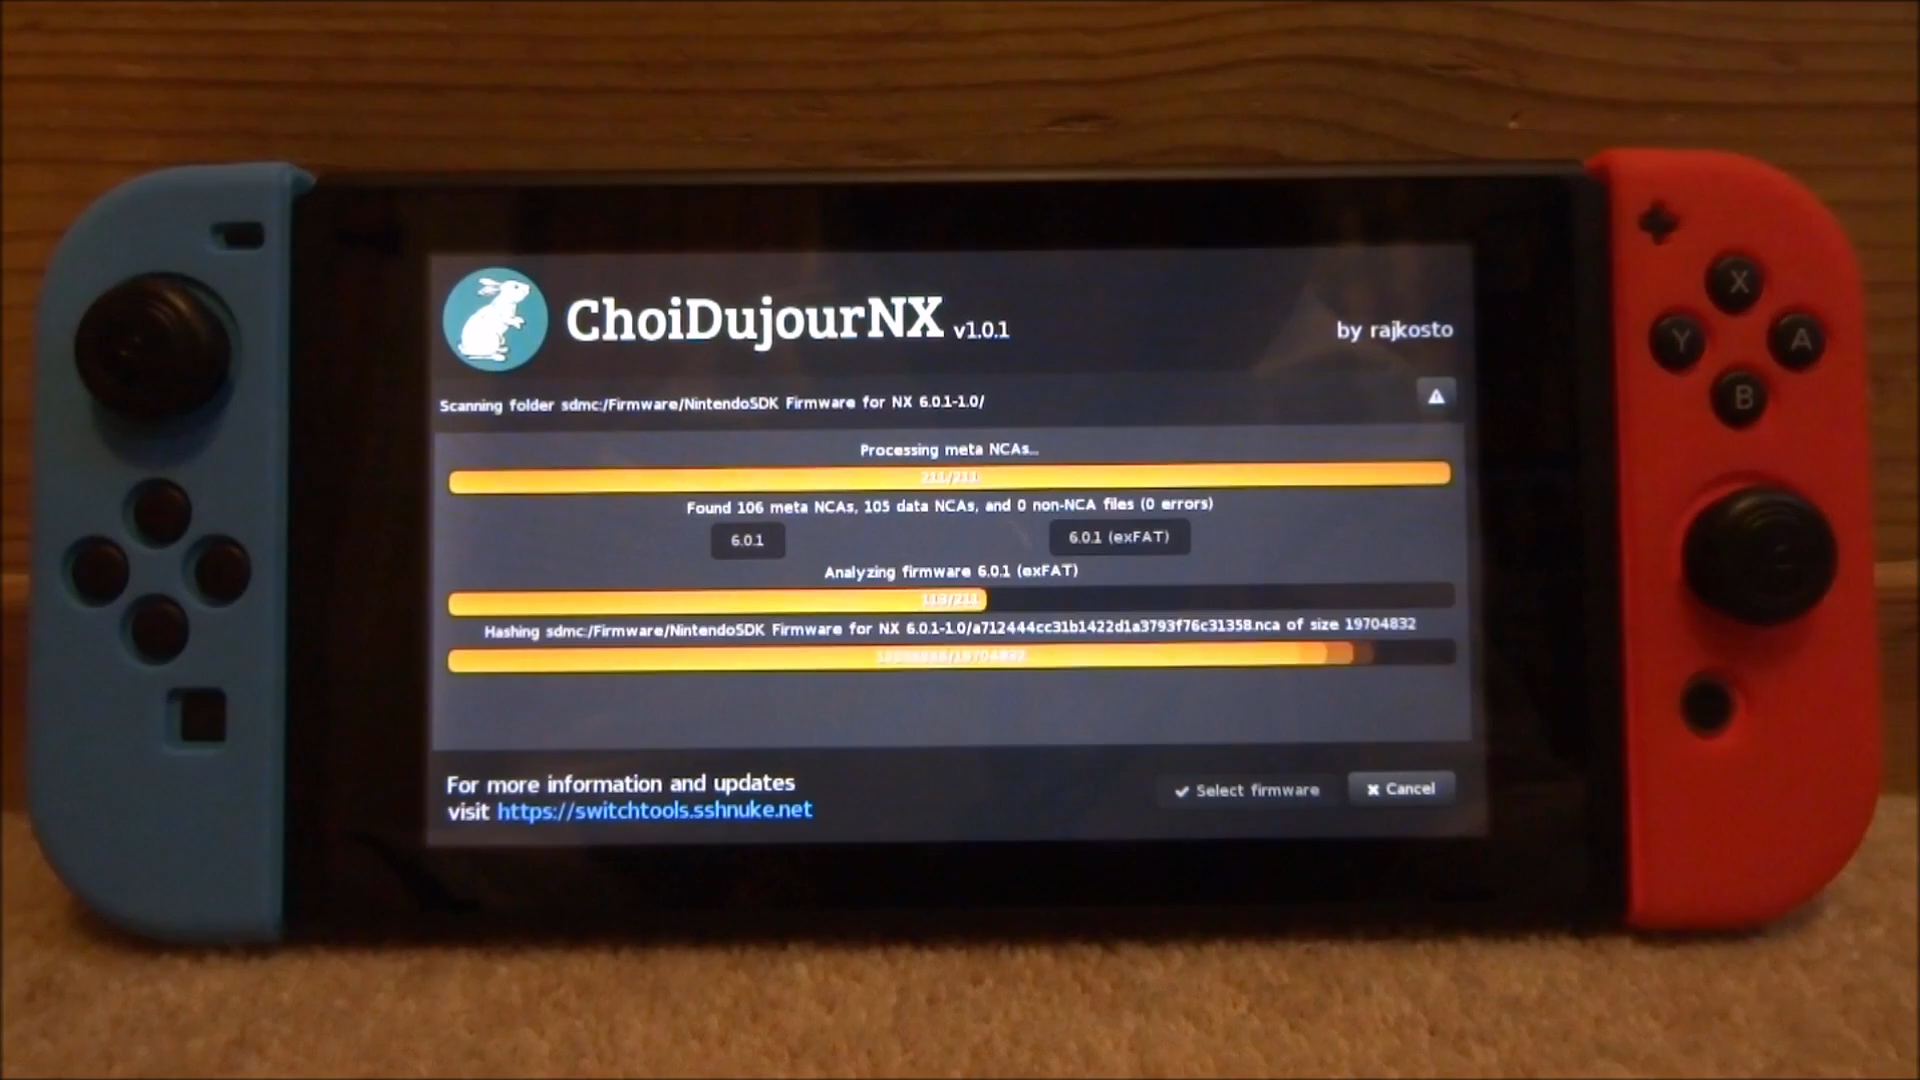 ChoiDujourNX v1.0.1
by rajkosto
Scanning folder sdmc:/Firmware/NintendoSDK Firmware for NX 6.0.1-1.0/
Processing meta NCAs...
211/211
Found 106 meta NCAs, 105 data NCAs, and 0 non-NCA files (0 errors)
6.0.1
6.0.1 (exFAT)
Analyzing firmware 6.0.1 (exFAT)
113/211
Hashing sdmc:/Firmware/NintendoSDK Firmware for NX 6.0.1-1.0/a712444cc31b1422d1a3793f76c31358.nca of size 19704832
For more information and updates
visit https://switchtools.sshnuke.net
Select firmware
Cancel
X
Y
A
B